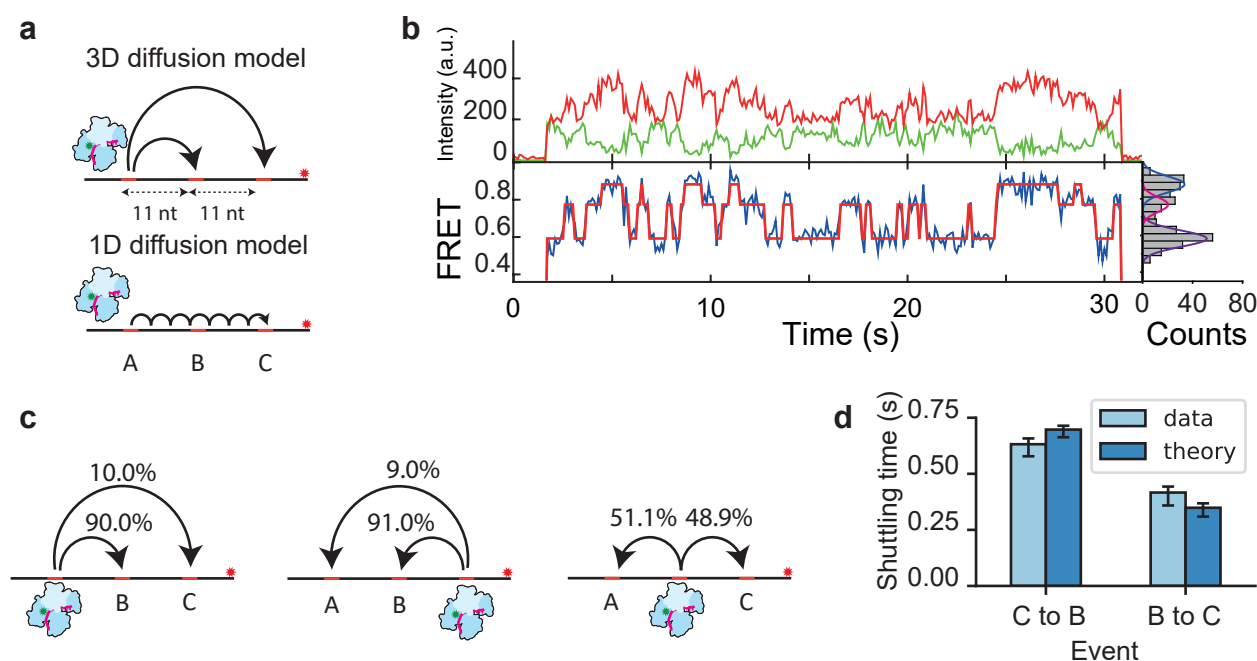 a
3D diffusion model
11 nt
11 nt
1D diffusion model
A
B
C
b
Intensity (a.u.)
400
200
0
FRET
0.8
0.6
0.4
0
10
20
30
Time (s)
0
40
80
Counts
c
10.0%
90.0%
B
C
9.0%
91.0%
A
B
51.1%
48.9%
A
C
d
Shuttling time (s)
0.75
0.50
0.25
0.00
data
theory
C to B
B to C
Event